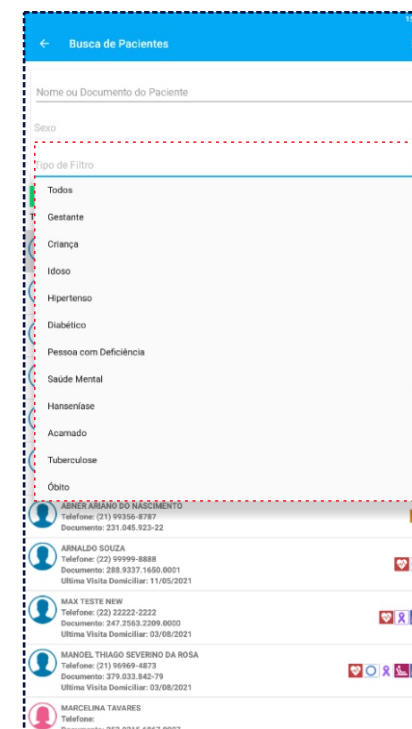 Busca de Pacientes
Nome ou Documento do Paciente
Sexo
Tipo de Filtro
Todos
Gestante
Criança
Idoso
Hipertenso
Diabético
Pessoa com Deficiência
Saúde Mental
Hanseníase
Acamado
Tuberculose
Óbito
ABNER ARIANO DO NASCIMENTO
Telefone: (21) 99356-8787
Documento: 231.045.923-22
ARNALDO SOUZA
Telefone: (22) 99999-8888
Documento: 288.9337.1650.0001
Ultima Visita Domiciliar: 11/05/2021
MAX TESTE NEW
Telefone: (22) 22222-2222
Documento: 247.2563.2209.0000
Ultima Visita Domiciliar: 03/08/2021
MANOEL THIAGO SEVERINO DA ROSA
Telefone: (21) 96969-4873
Documento: 379.033.842-79
Ultima Visita Domiciliar: 03/08/2021
MARCELINA TAVARES
Telefone: